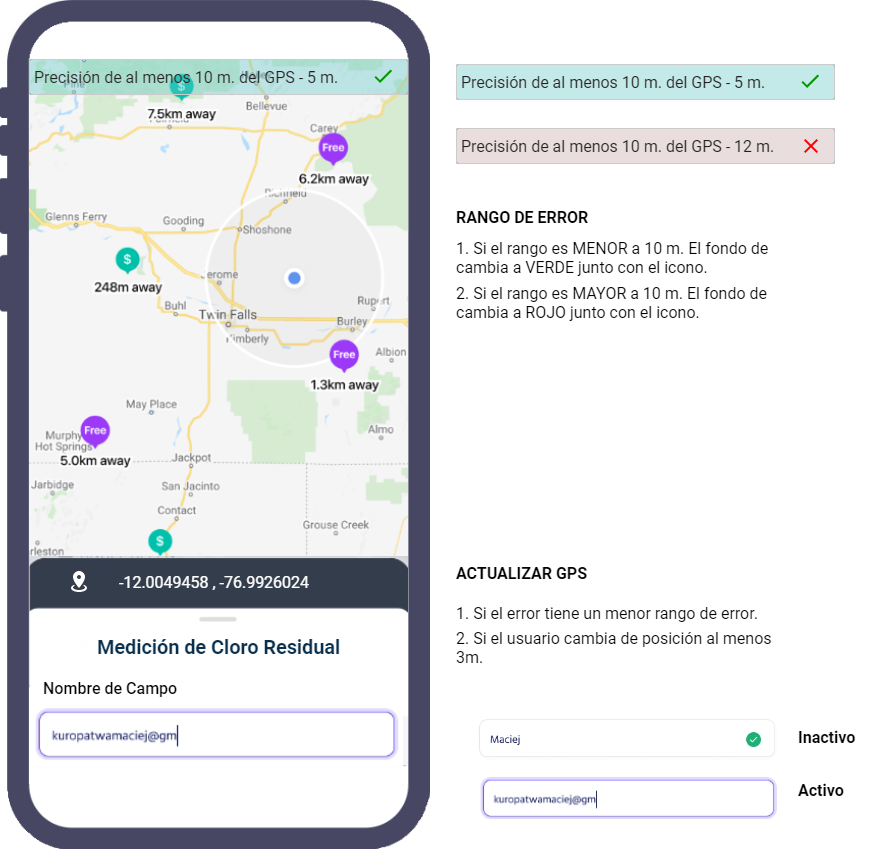 Precisión de al menos 10 m. del GPS - 5 m.
$
7.5km away
Bellevue
Carey
Free
6.2km away
Richfield
Glenns Ferry
Gooding
Shoshone
$
248m away
erome
Buhl
Twin Falls
Rupert
Burley
Kimberly
Free
Albion
1.3km away
May Place
Free
Almo
Murphy
Hot Springs
5.0km away
Jackpot
Jarbidge
San Jacinto
Contact
Grouse Creek
$
rleston
-12.0049458 , -76.9926024
Medición de Cloro Residual
Nombre de Campo
kuropatwamaciej@gm
Precisión de al menos 10 m. del GPS - 5 m.
Precisión de al menos 10 m. del GPS - 12 m.
RANGO DE ERROR
1. Si el rango es MENOR a 10 m. El fondo de
cambia a VERDE junto con el icono.
2. Si el rango es MAYOR a 10 m. El fondo de
cambia a ROJO junto con el icono.
ACTUALIZAR GPS
1. Si el error tiene un menor rango de error.
2. Si el usuario cambia de posición al menos
3m.
Maciej
Inactivo
kuropatwamaciej@gm
Activo